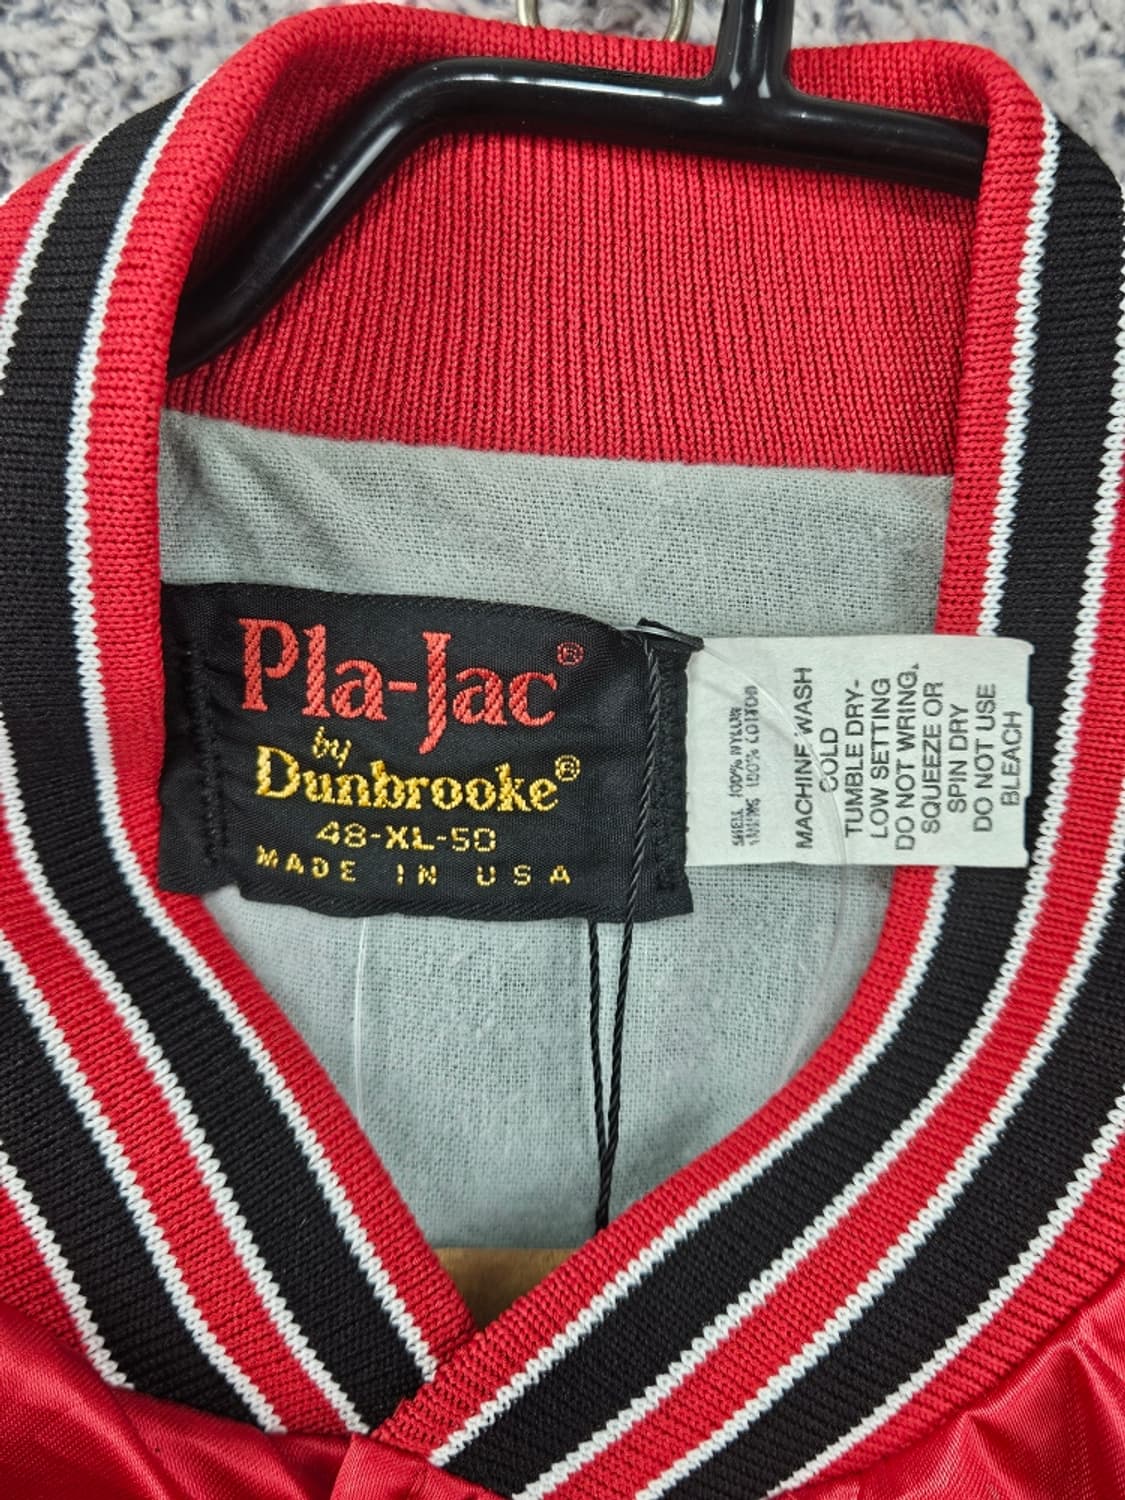 Pla-Jac®
by
Dunbrooke®
48-XL-50
MADE IN USA
SHELL 100% NYLON
LINING 100% COTTON
MACHINE WASH
COLD
TUMBLE DRY-
LOW SETTING
DO NOT WRING,
SQUEEZE OR
SPIN DRY
DO NOT USE
BLEACH